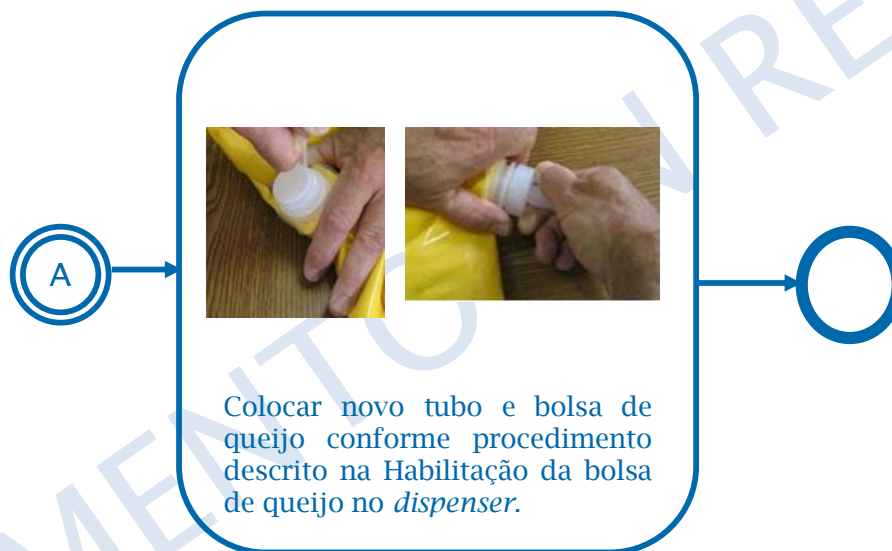 A
Colocar novo tubo e bolsa de
queijo conforme procedimento
descrito na Habilitação da bolsa
de queijo no dispenser.